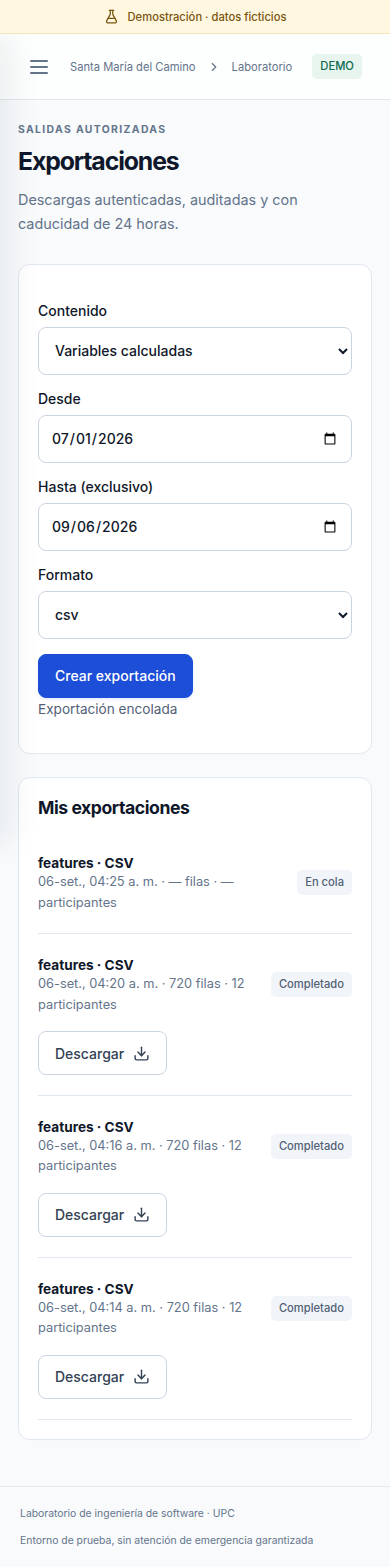 Demostración · datos ficticios
Santa María del Camino > Laboratorio DEMO
SALIDAS AUTORIZADAS
Exportaciones
Descargas autenticadas, auditadas y con
caducidad de 24 horas.
Contenido
Variables calculadas
Desde
07/01/2026
Hasta (exclusivo)
09/06/2026
Formato
csv
Crear exportación
Exportación encolada
Mis exportaciones
features · CSV
06-set., 04:25 a. m. · — filas · —
participantes
En cola
features · CSV
06-set., 04:20 a. m. · 720 filas · 12
participantes
Completado
Descargar
features · CSV
06-set., 04:16 a. m. · 720 filas · 12
participantes
Completado
Descargar
features · CSV
06-set., 04:14 a. m. · 720 filas · 12
participantes
Completado
Descargar
Laboratorio de ingeniería de software · UPC
Entorno de prueba, sin atención de emergencia garantizada